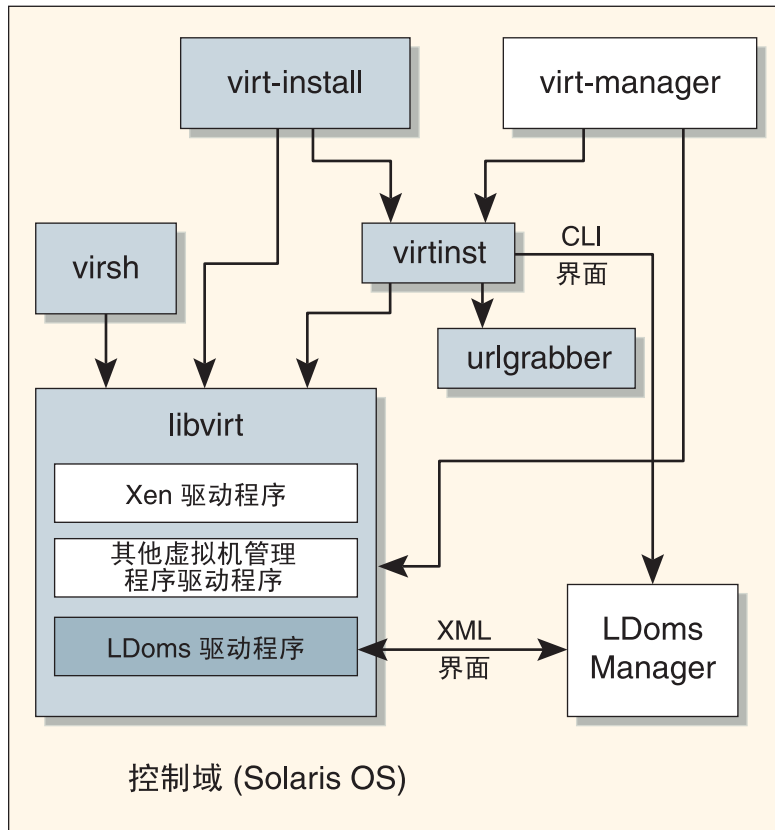 virt-install
virt-manager
virsh
virtinst
CLI
界面
urlgrabber
libvirt
Xen 驱动程序
其他虚拟机管理
程序驱动程序
LDoms 驱动程序
XML
界面
LDoms
Manager
控制域 (Solaris OS)